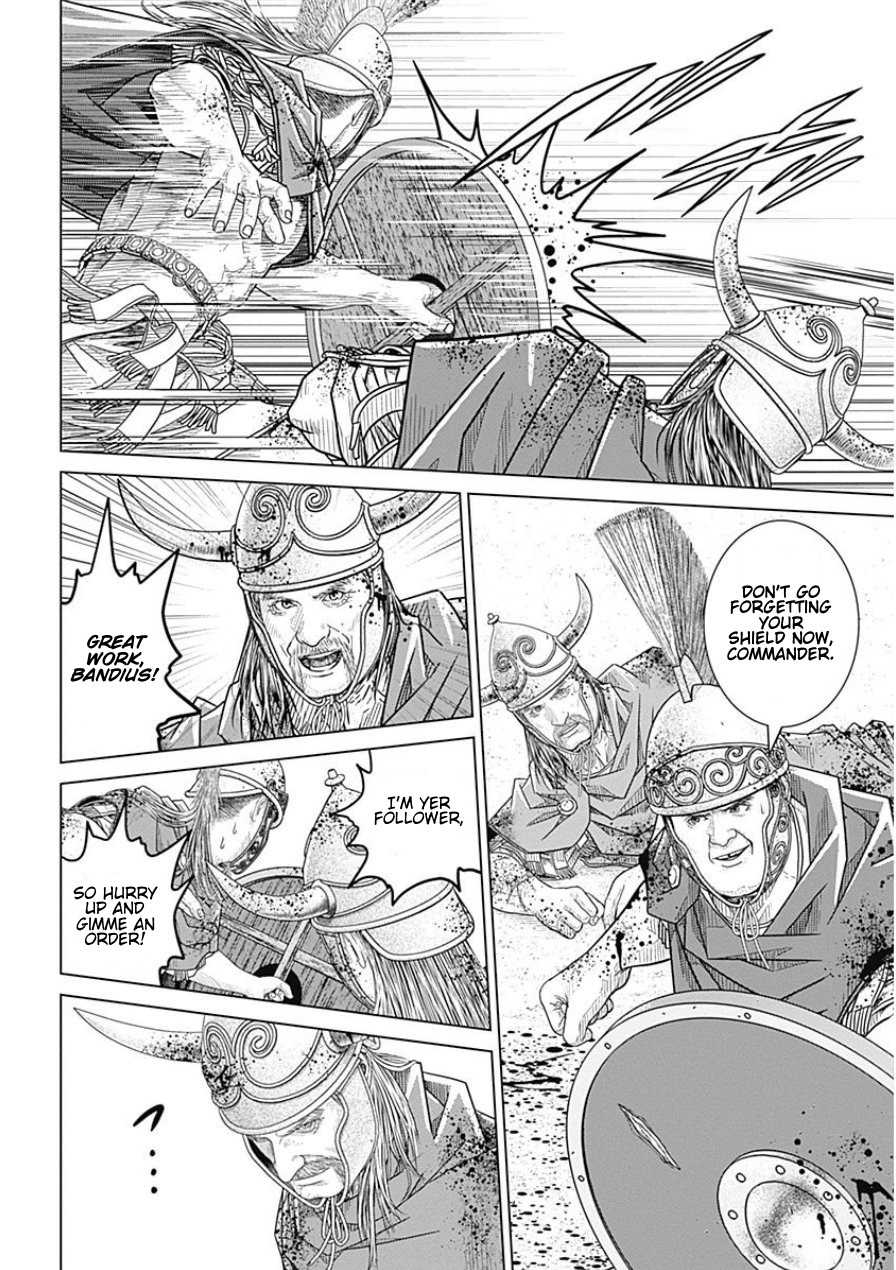 DON'T GO
FORGETTING
YOUR
SHIELD NOW,
COMMANDER.
GREAT
WORK,
BANDIUS!
I'M YER
FOLLOWER,
SO HURRY
UP AND
GIMME AN
ORDER!